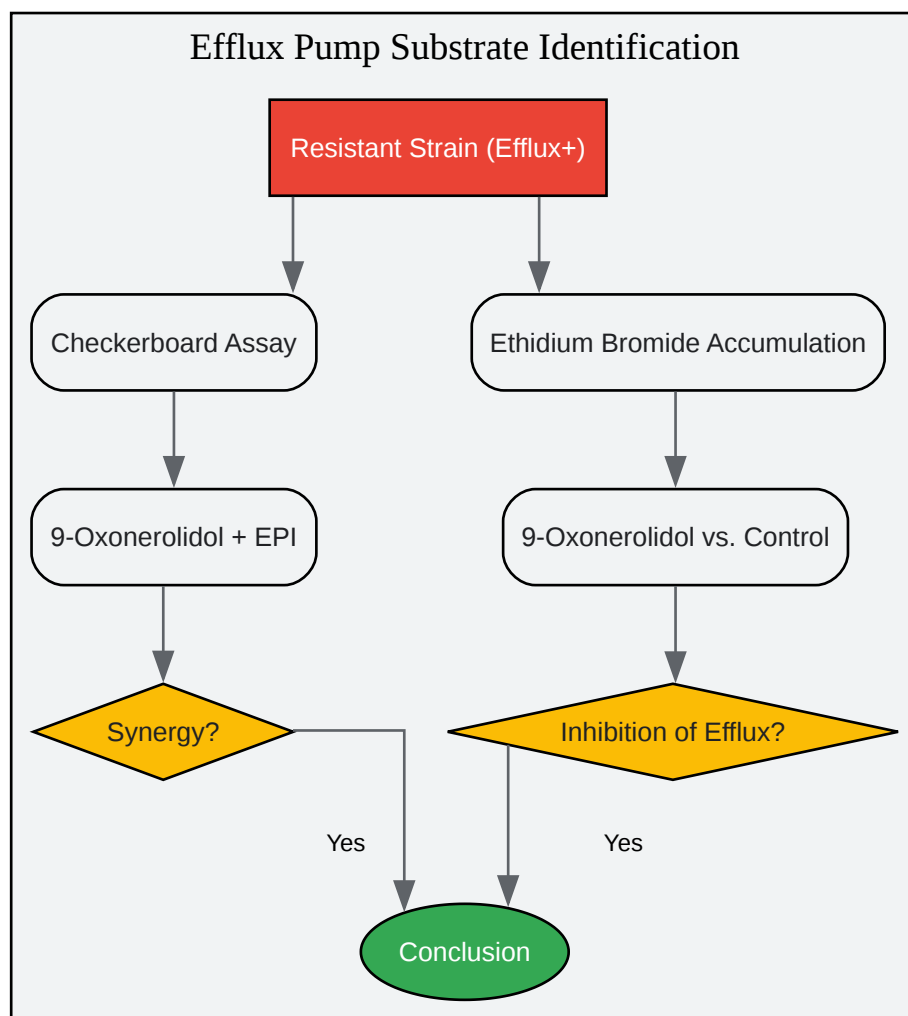 Efflux Pump Substrate Identification
Resistant Strain (Efflux+)
Checkerboard Assay
Ethidium Bromide Accumulation
9-Oxonerolidol + EPI
9-Oxonerolidol vs. Control
Synergy?
Inhibition of Efflux?
Yes
Yes
Conclusion